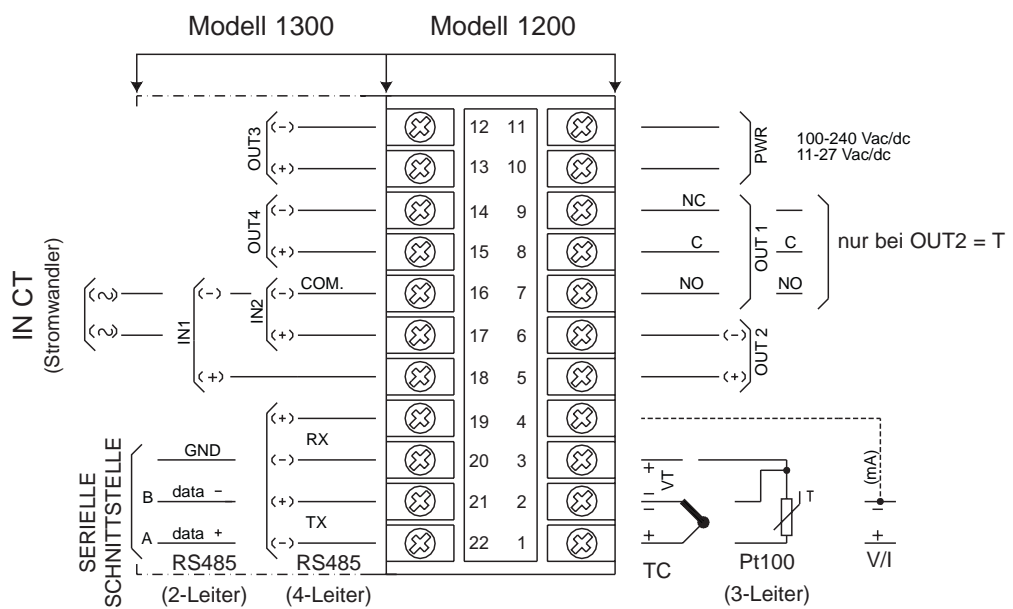 Modell 1300 Modell 1200
OUT3 (-) 12 11 PWR 100-240 Vac/dc
(+) 13 10 11-27 Vac/dc
OUT4 (-) 14 9 NC OUT 1
(+) 15 8 C C nur bei OUT2 = T
IN CT (Stromwandler) (-) IN2 (-) COM. 16 7 NO NO
IN1 (+) 17 6 (-) OUT 2
(+) 18 5 (+)
(+) 19 4
RX
SERIELLE SCHNITTSTELLE GND (-) 20 3 + VT (mA)
B data - (+) 21 2 - - T -
TX
A data + (-) 22 1 + +
RS485 RS485 TC Pt100 V/I
(2-Leiter) (4-Leiter) (3-Leiter)